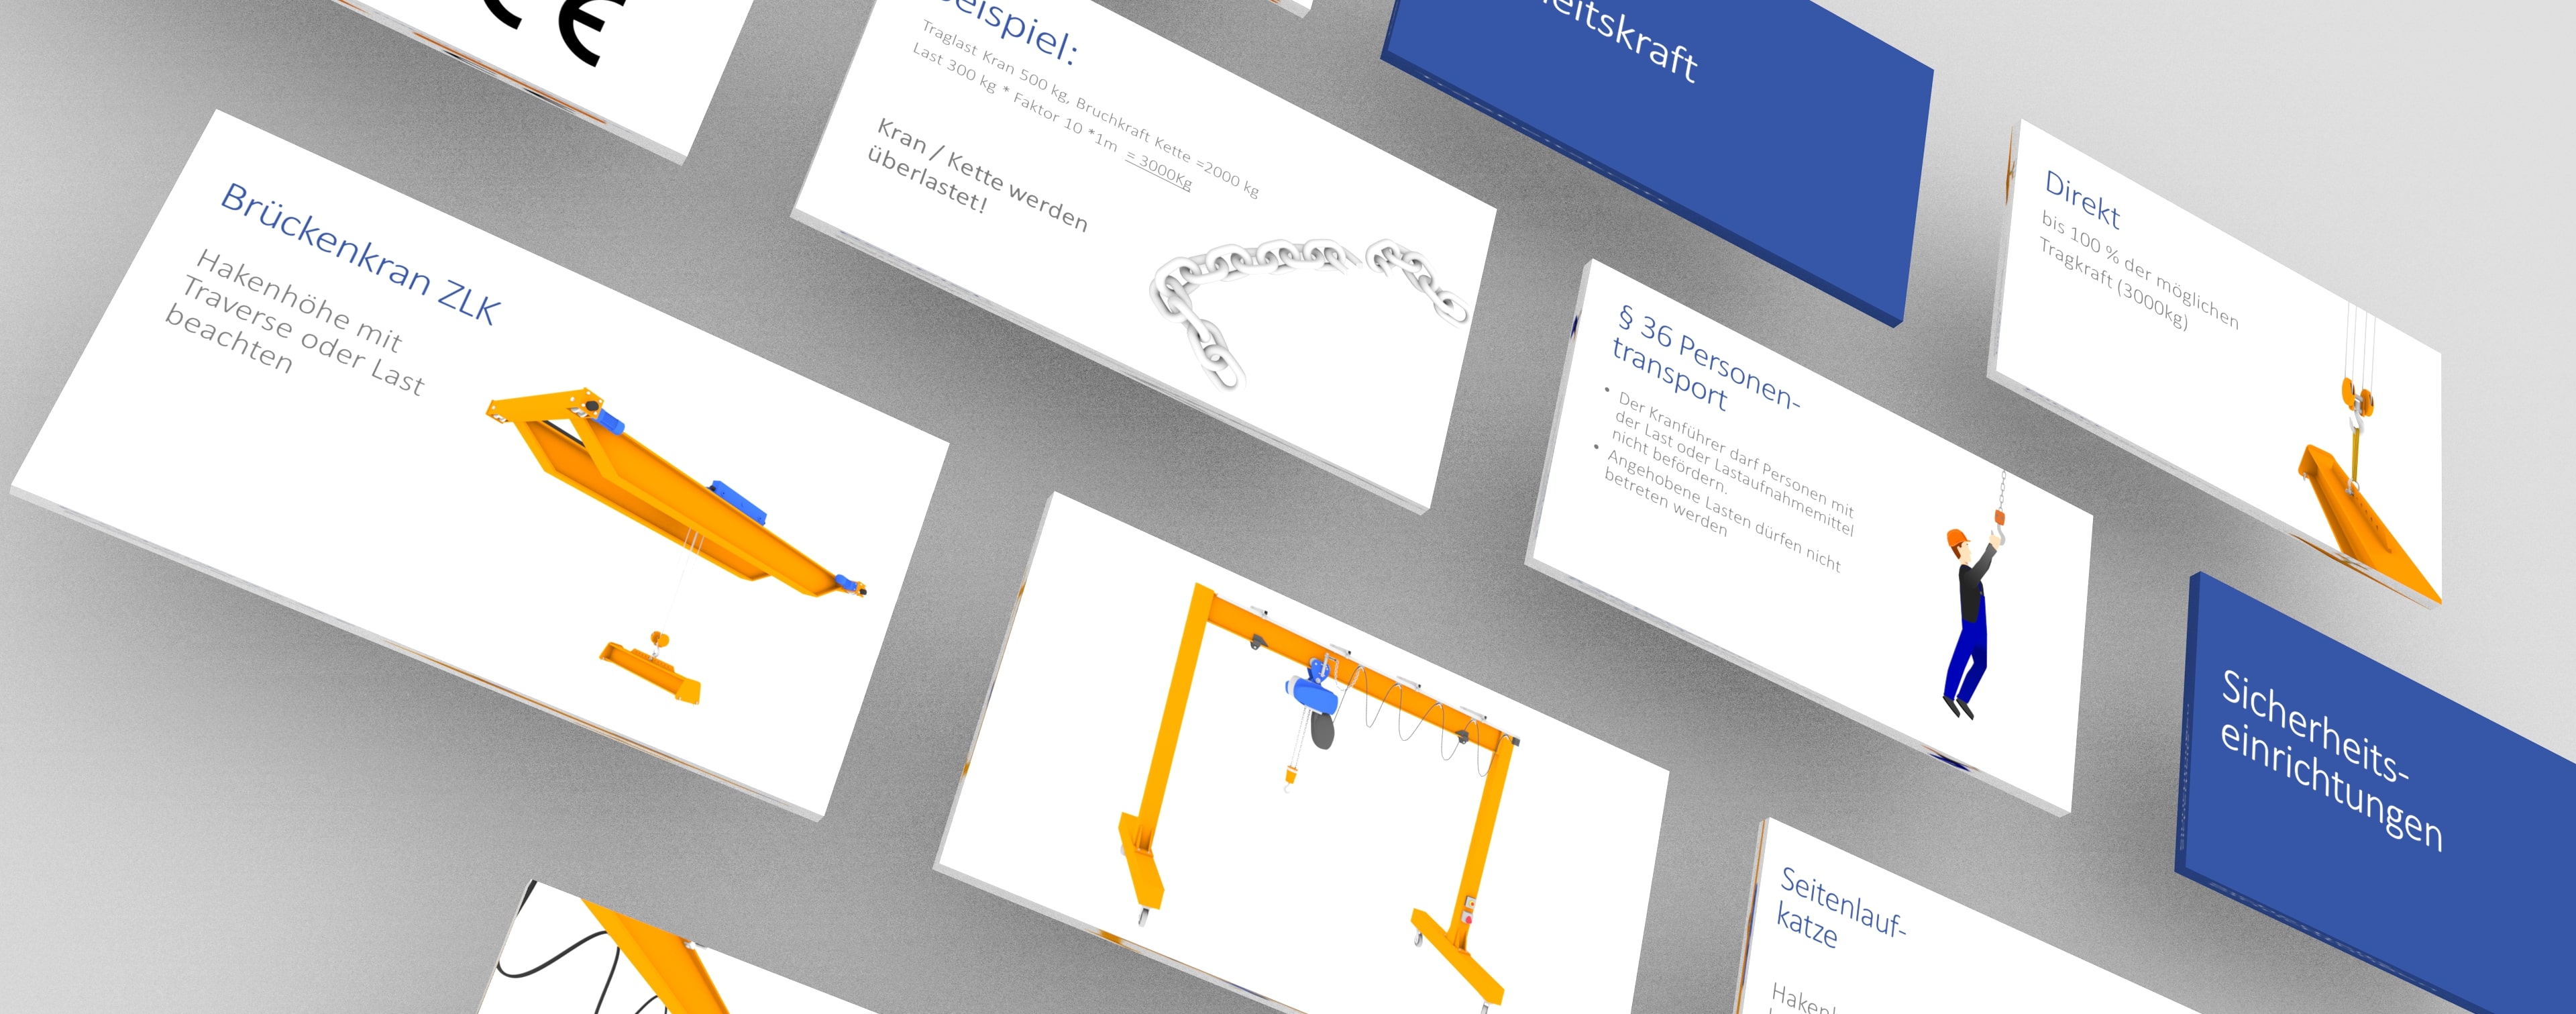 CE
Beispiel:
Traglast Kran 500 kg, Bruchkraft Kette =2000 kg
Last 300 kg * Faktor 10 *1m = 3000Kg
Kran / Kette werden
überlastet!
eitskraft
Direkt
bis 100 % der möglichen
Tragkraft (3000kg)
Brückenkran ZLK
Hakenhöhe mit
Traverse oder Last
beachten
§ 36 Personen-
transport
• Der Kranführer darf Personen mit
der Last oder Lastaufnahmemittel
nicht befördern.
• Angehobene Lasten dürfen nicht
betreten werden
Sicherheits-
einrichtungen
Seitenlauf-
katze